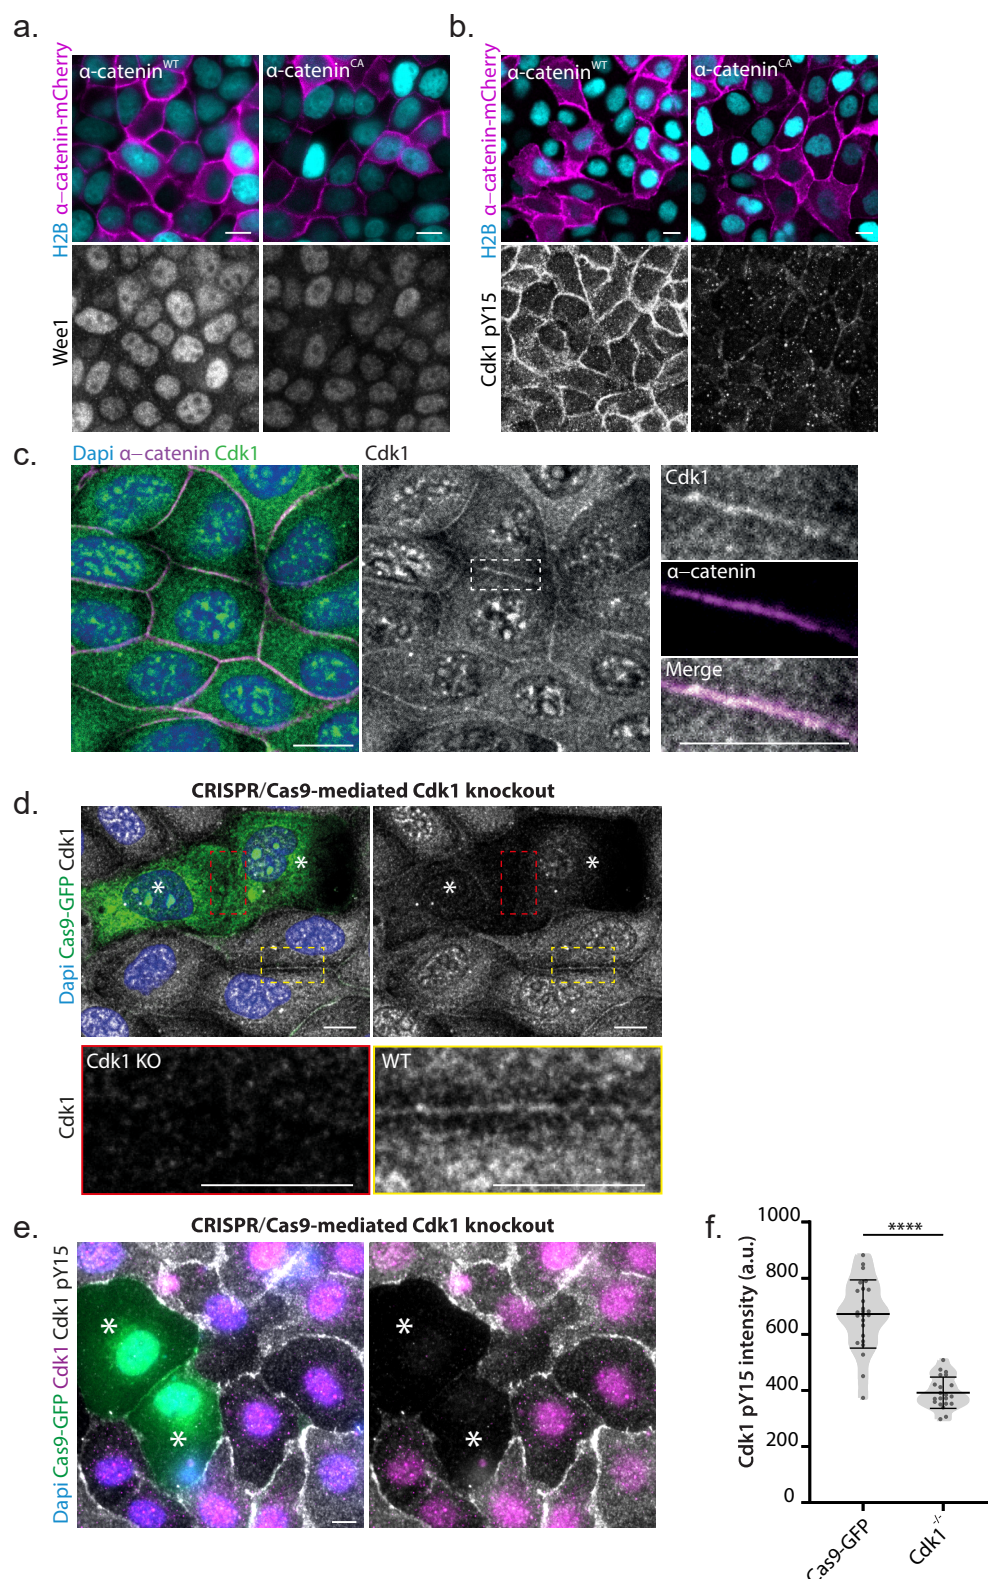 a.
H2B α-catenin-mCherry
α-catenin^WT
α-catenin^CA
Wee1
b.
H2B α-catenin-mCherry
α-catenin^WT
α-catenin^CA
Cdk1 pY15
c.
Dapi α−catenin Cdk1
Cdk1
Cdk1
α−catenin
Merge
d.
CRISPR/Cas9-mediated Cdk1 knockout
Dapi Cas9-GFP Cdk1
*
*
*
*
Cdk1
Cdk1 KO
WT
e.
CRISPR/Cas9-mediated Cdk1 knockout
Dapi Cas9-GFP Cdk1 Cdk1 pY15
*
*
*
*
f.
Cdk1 pY15 intensity (a.u.)
1000
800
600
400
200
0
****
Cas9-GFP
Cdk1^-/-